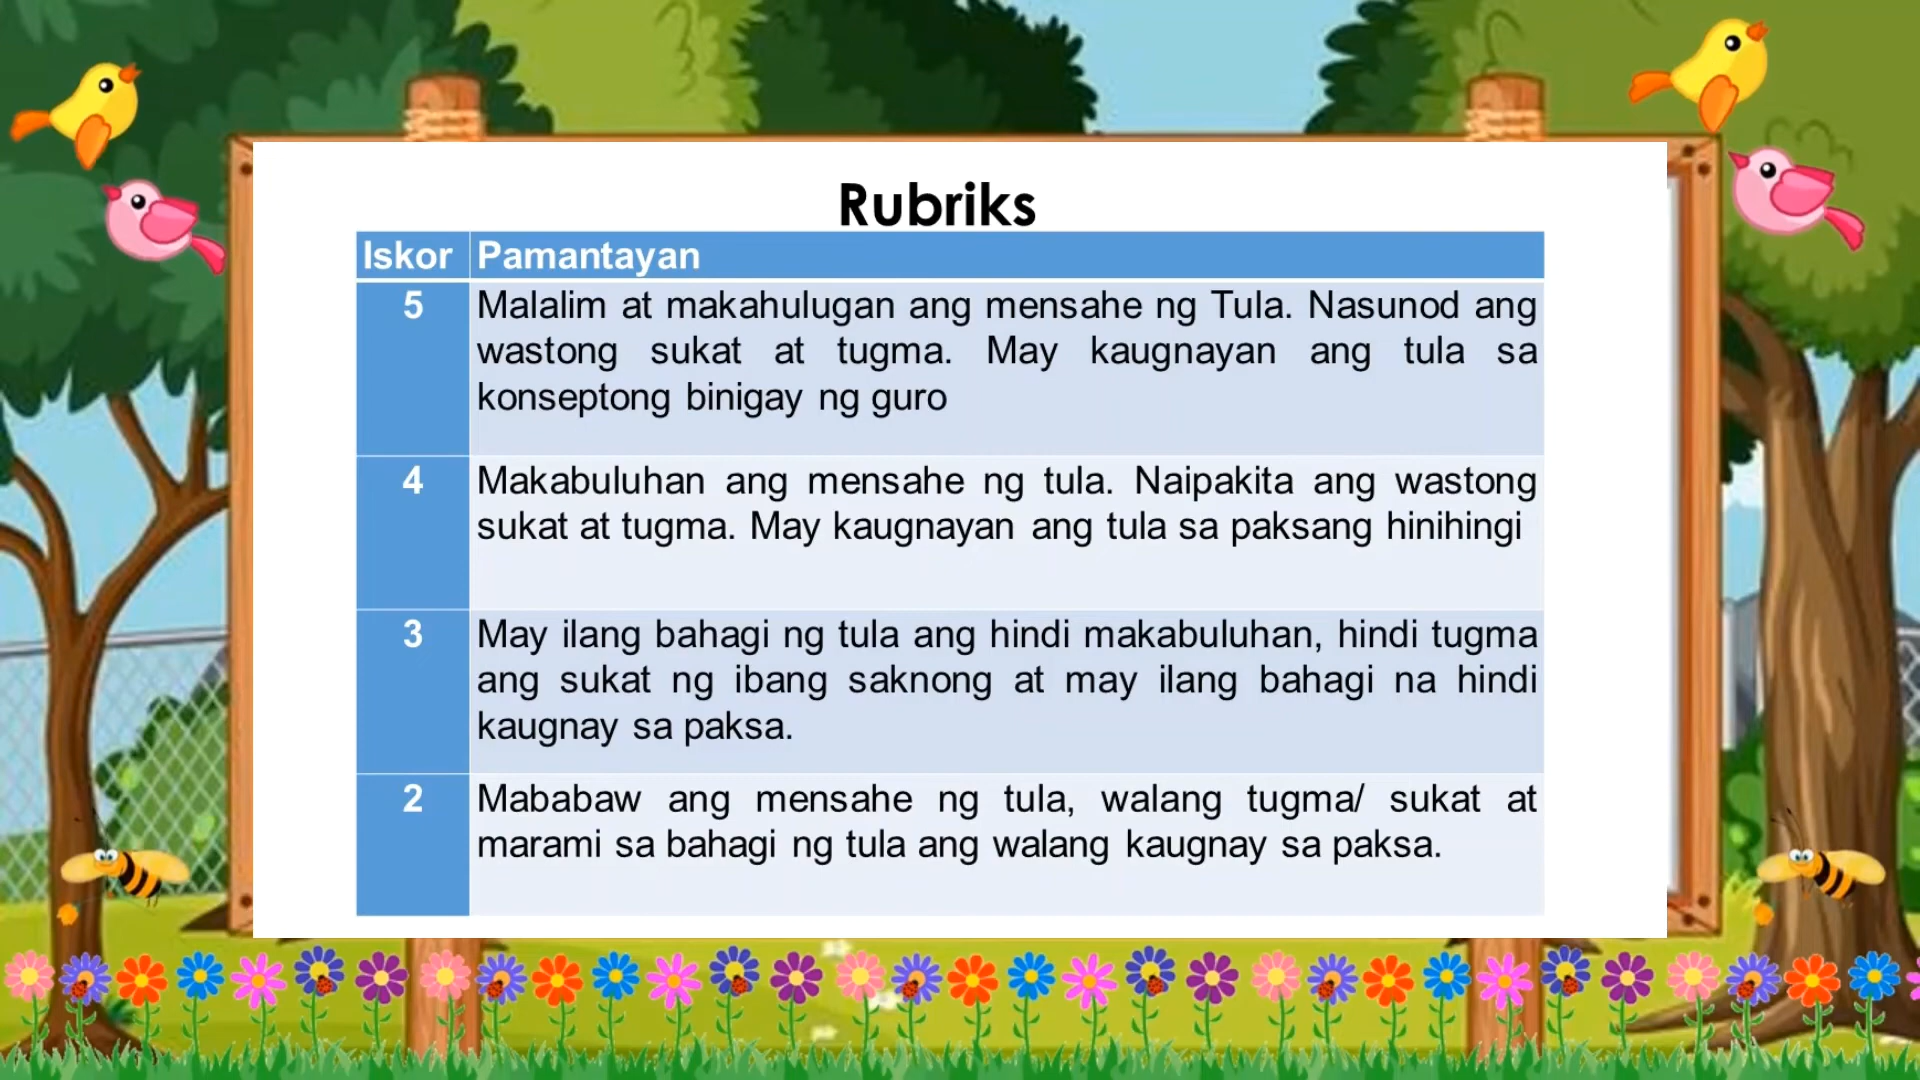 Rubriks
Iskor Pamantayan
5 Malalim at makahulugan ang mensahe ng Tula. Nasunod ang
wastong sukat at tugma. May kaugnayan ang tula sa
konseptong binigay ng guro
4 Makabuluhan ang mensahe ng tula. Naipakita ang wastong
sukat at tugma. May kaugnayan ang tula sa paksang hinihingi
3 May ilang bahagi ng tula ang hindi makabuluhan, hindi tugma
ang sukat ng ibang saknong at may ilang bahagi na hindi
kaugnay sa paksa.
2 Mababaw ang mensahe ng tula, walang tugma/ sukat at
marami sa bahagi ng tula ang walang kaugnay sa paksa.